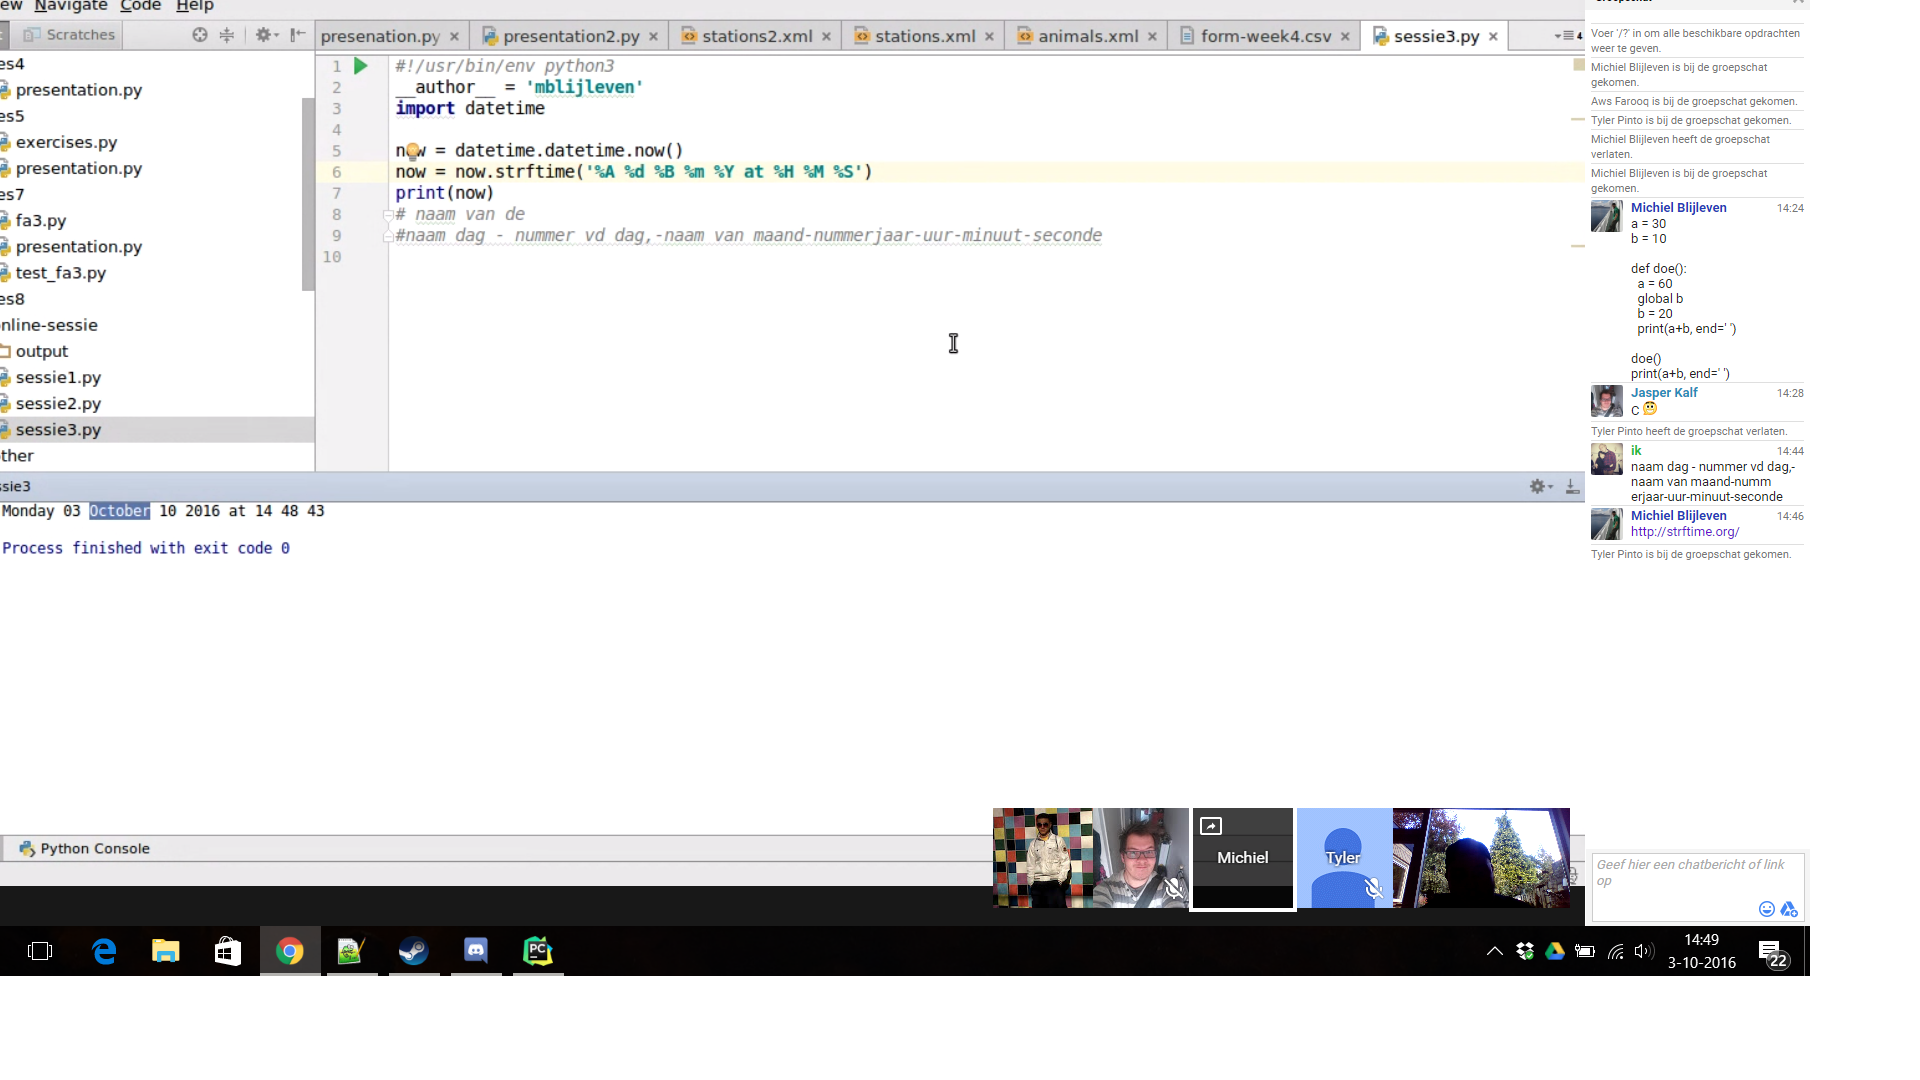 ew Navigate Code Help
Scratches
presenation.py
presentation2.py
stations2.xml
stations.xml
animals.xml
form-week4.csv
sessie3.py
4
es4
presentation.py
es5
exercises.py
presentation.py
es7
fa3.py
presentation.py
test_fa3.py
es8
nline-sessie
output
sessie1.py
sessie2.py
sessie3.py
ther
1 #!/usr/bin/env python3
2 __author__ = 'mblijleven'
3 import datetime
4
5 now = datetime.datetime.now()
6 now = now.strftime('%A %d %B %m %Y at %H %M %S')
7 print(now)
8 # naam van de
9 #naam dag - nummer vd dag,-naam van maand-nummerjaar-uur-minuut-seconde
10
ssie3
Monday 03 October 10 2016 at 14 48 43
Process finished with exit code 0
Python Console
Voer '/?' in om alle beschikbare opdrachten
weer te geven.
Michiel Blijleven is bij de groepschat
gekomen.
Aws Farooq is bij de groepschat gekomen.
Tyler Pinto is bij de groepschat gekomen.
Michiel Blijleven heeft de groepschat
verlaten.
Michiel Blijleven is bij de groepschat
gekomen.
Michiel Blijleven 14:24
a = 30
b = 10
def doe():
a = 60
global b
b = 20
print(a+b, end=' ')
doe()
print(a+b, end=' ')
Jasper Kalf 14:28
C
Tyler Pinto heeft de groepschat verlaten.
ik 14:44
naam dag - nummer vd dag,-
naam van maand-numm
erjaar-uur-minuut-seconde
Michiel Blijleven 14:46
http://strftime.org/
Tyler Pinto is bij de groepschat gekomen.
Michiel
Tyler
Geef hier een chatbericht of link
op
PC
14:49
3-10-2016
22